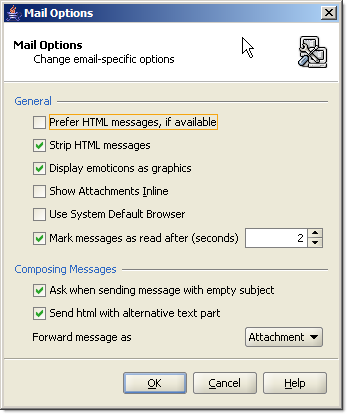 Mail Options
Mail Options
Change email-specific options
General
Prefer HTML messages, if available
Strip HTML messages
Display emoticons as graphics
Show Attachments Inline
Use System Default Browser
Mark messages as read after (seconds) 2
Composing Messages
Ask when sending message with empty subject
Send html with alternative text part
Forward message as Attachment
OK Cancel Help